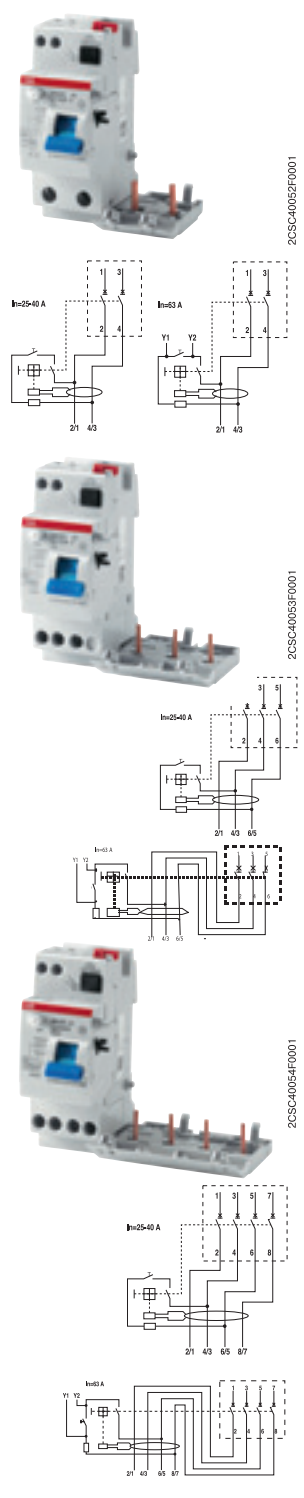 ABB
2CSC40052F0001
1 3
In=25-40 A
2 4
2/1 4/3
1 3
In=63 A
Y1 Y2
2 4
2/1 4/3
2CSC40053F0001
3 5
In=25-40 A
2 4 6
2/1 4/3 6/5
In=63 A
Y1 Y2
2/1 4/3 6/5
2CSC40054F0001
1 3 5 7
In=25-40 A
2 4 6 8
2/1 4/3 6/5 8/7
In=63 A
Y1 Y2
1 3 5 7
2 4 6 8
2/1 4/3 6/5 8/7